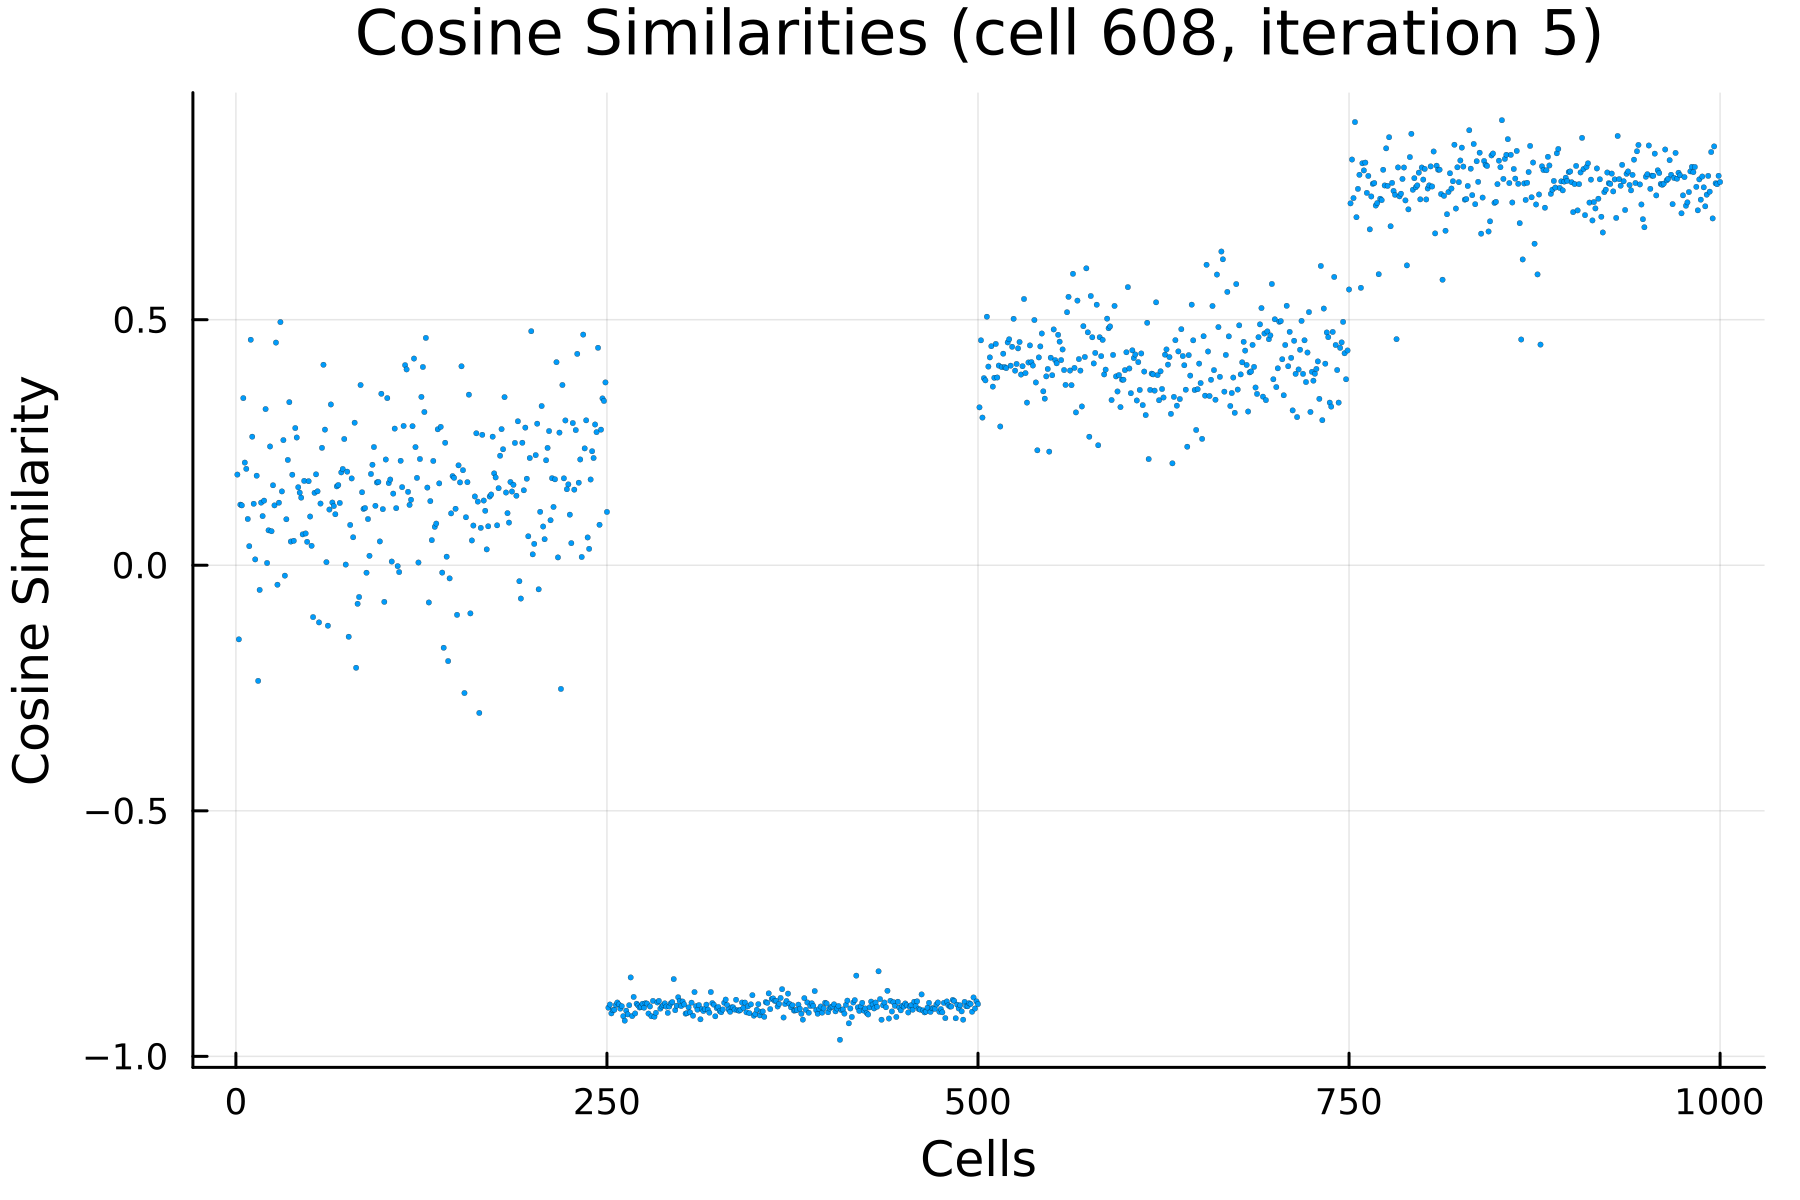 Cosine Similarities (cell 608, iteration 5)
Cosine Similarity
0.5
0.0
−0.5
−1.0
0 250 500 750 1000
Cells